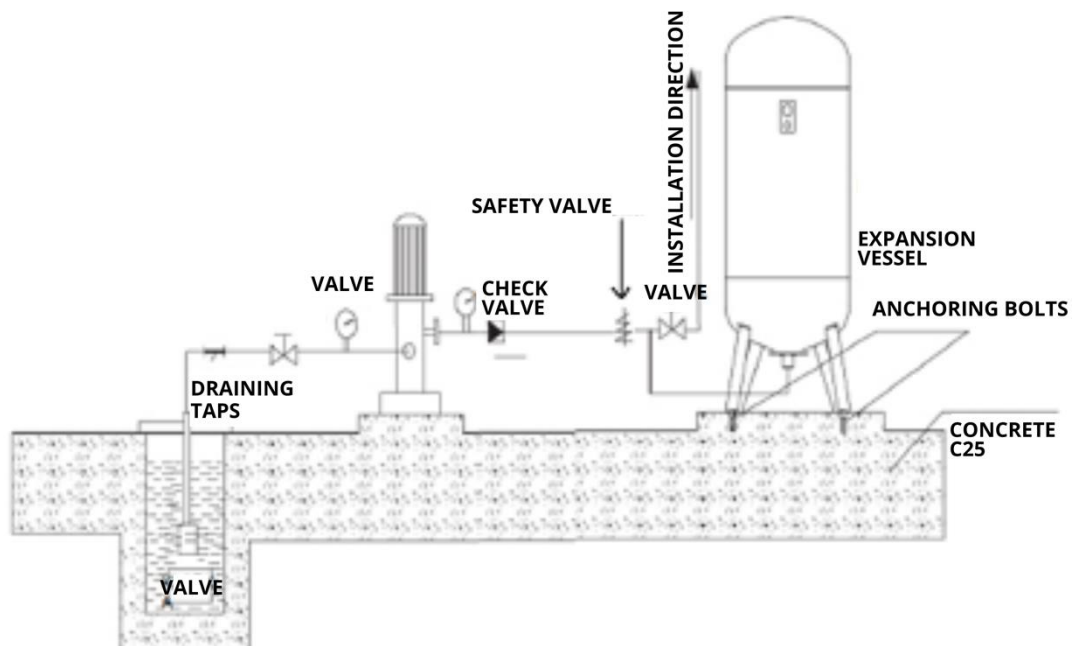 INSTALLATION DIRECTION
SAFETY VALVE
EXPANSION
VESSEL
VALVE
CHECK
VALVE
VALVE
ANCHORING BOLTS
DRAINING
TAPS
CONCRETE
C25
VALVE